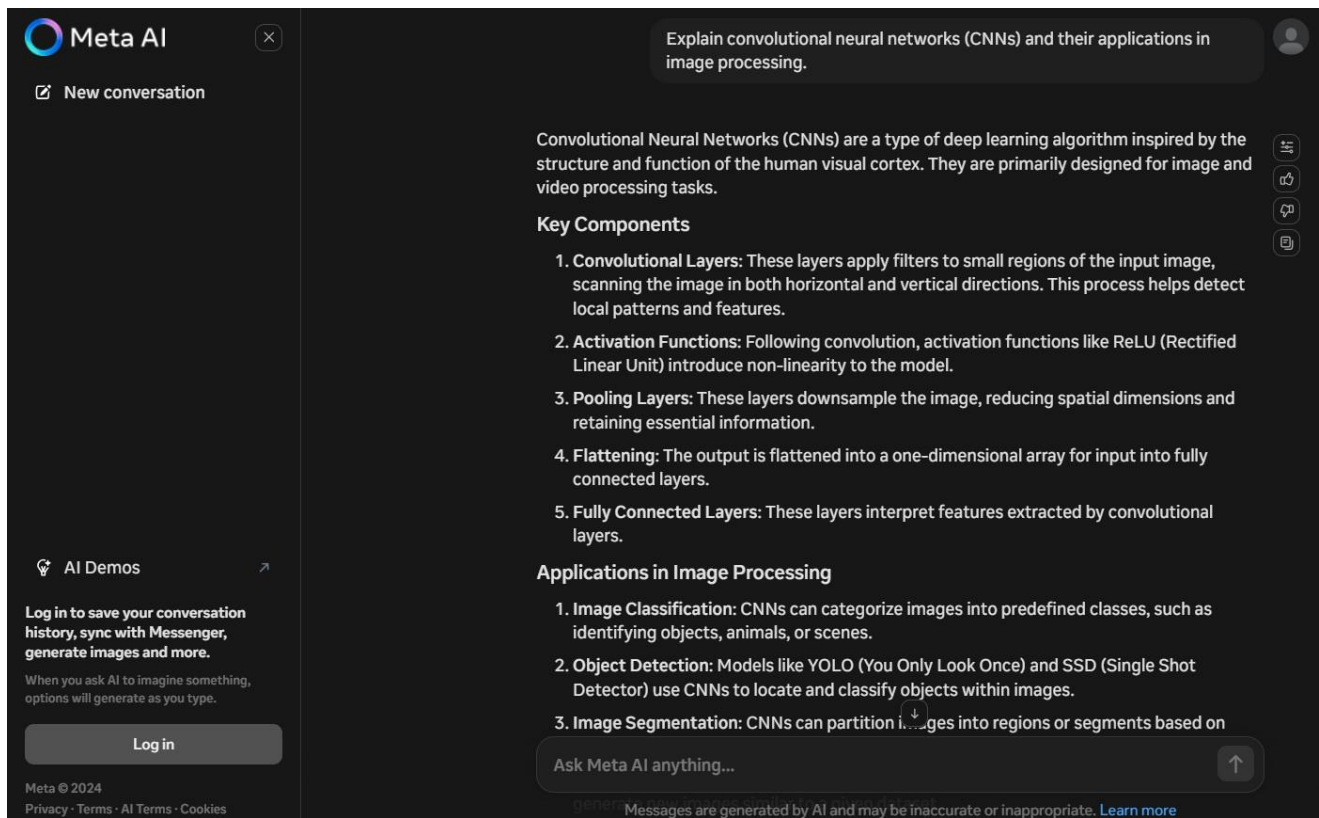 Meta AI
New conversation
AI Demos
Log in to save your conversation
history, sync with Messenger,
generate images and more.
When you ask AI to imagine something,
options will generate as you type.
Log in
Meta © 2024
Privacy · Terms · AI Terms · Cookies
Explain convolutional neural networks (CNNs) and their applications in
image processing.
Convolutional Neural Networks (CNNs) are a type of deep learning algorithm inspired by the
structure and function of the human visual cortex. They are primarily designed for image and
video processing tasks.
Key Components
1. Convolutional Layers: These layers apply filters to small regions of the input image,
scanning the image in both horizontal and vertical directions. This process helps detect
local patterns and features.
2. Activation Functions: Following convolution, activation functions like ReLU (Rectified
Linear Unit) introduce non-linearity to the model.
3. Pooling Layers: These layers downsample the image, reducing spatial dimensions and
retaining essential information.
4. Flattening: The output is flattened into a one-dimensional array for input into fully
connected layers.
5. Fully Connected Layers: These layers interpret features extracted by convolutional
layers.
Applications in Image Processing
1. Image Classification: CNNs can categorize images into predefined classes, such as
identifying objects, animals, or scenes.
2. Object Detection: Models like YOLO (You Only Look Once) and SSD (Single Shot
Detector) use CNNs to locate and classify objects within images.
3. Image Segmentation: CNNs can partition into regions or segments based on
Ask Meta AI anything...
Messages are generated by AI and may be inaccurate or inappropriate. Learn more